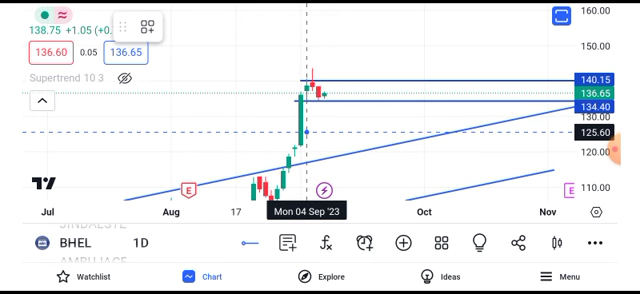 160.00
138.75 +1.05 (+0.
150.00
136.60 0.05 136.65
Supertrend 10 3
140.15
136.65
134.40
130.00
125.60
120.00
110.00
E
E
Jul Aug 17 Mon 04 Sep '23 Oct Nov
JINDALSTE
BHEL 1D
AMBUJACE
Watchlist Chart Explore Ideas Menu